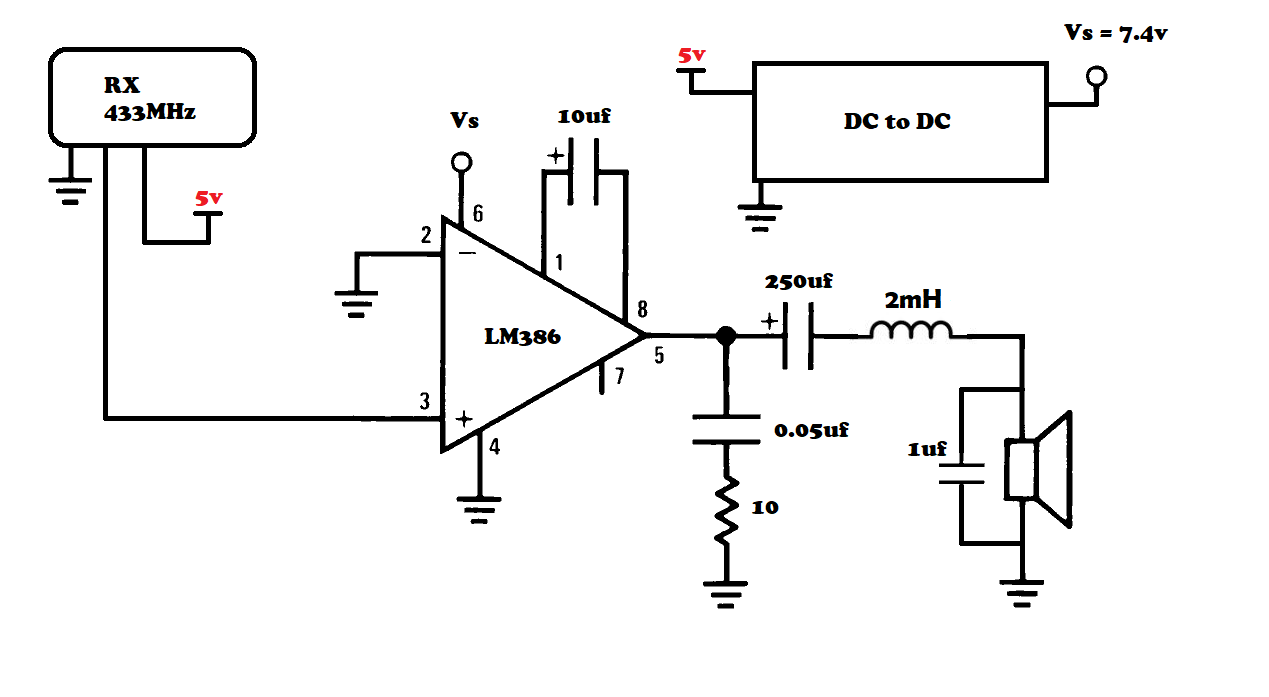 RX
433MHz
5v
Vs
10uf
5v
DC to DC
Vs = 7.4v
2
6
1
8
LM386
5
7
3
4
+
−
+
250uf
+
2mH
0.05uf
10
1uf